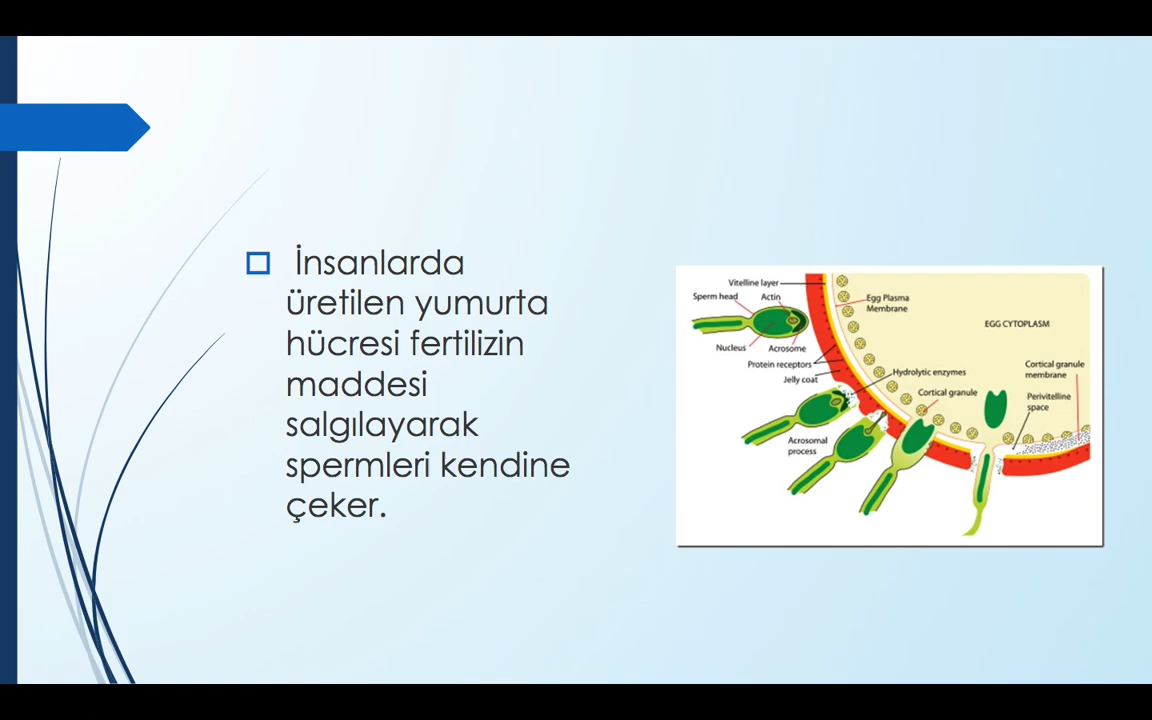 İnsanlarda
üretilen yumurta
hücresi fertilizin
maddesi
salgılayarak
spermleri kendine
çeker.
Vitelline layer
Sperm head
Actin
Egg Plasma
Membrane
EGG CYTOPLASM
Nucleus
Acrosome
Protein receptors
Jelly coat
Hydrolytic enzymes
Cortical granule
membrane
Cortical granule
Perivitelline
space
Acrosomal
process